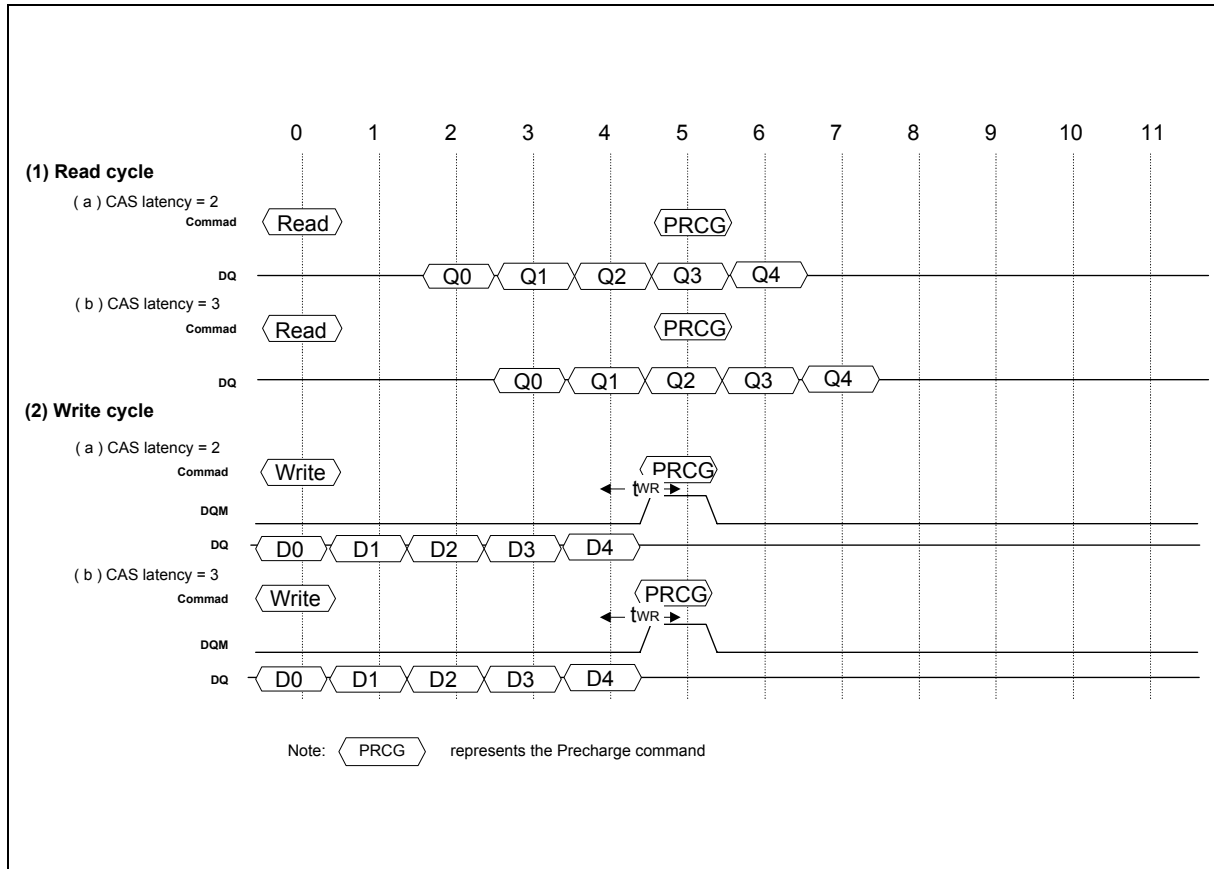 0 1 2 3 4 5 6 7 8 9 10 11
(1) Read cycle
( a ) CAS latency = 2
Commad Read PRCG
DQ Q0 Q1 Q2 Q3 Q4
( b ) CAS latency = 3
Commad Read PRCG
DQ Q0 Q1 Q2 Q3 Q4
(2) Write cycle
( a ) CAS latency = 2
Commad Write PRCG
tWR
DQM
DQ D0 D1 D2 D3 D4
( b ) CAS latency = 3
Commad Write PRCG
tWR
DQM
DQ D0 D1 D2 D3 D4
Note: PRCG represents the Precharge command